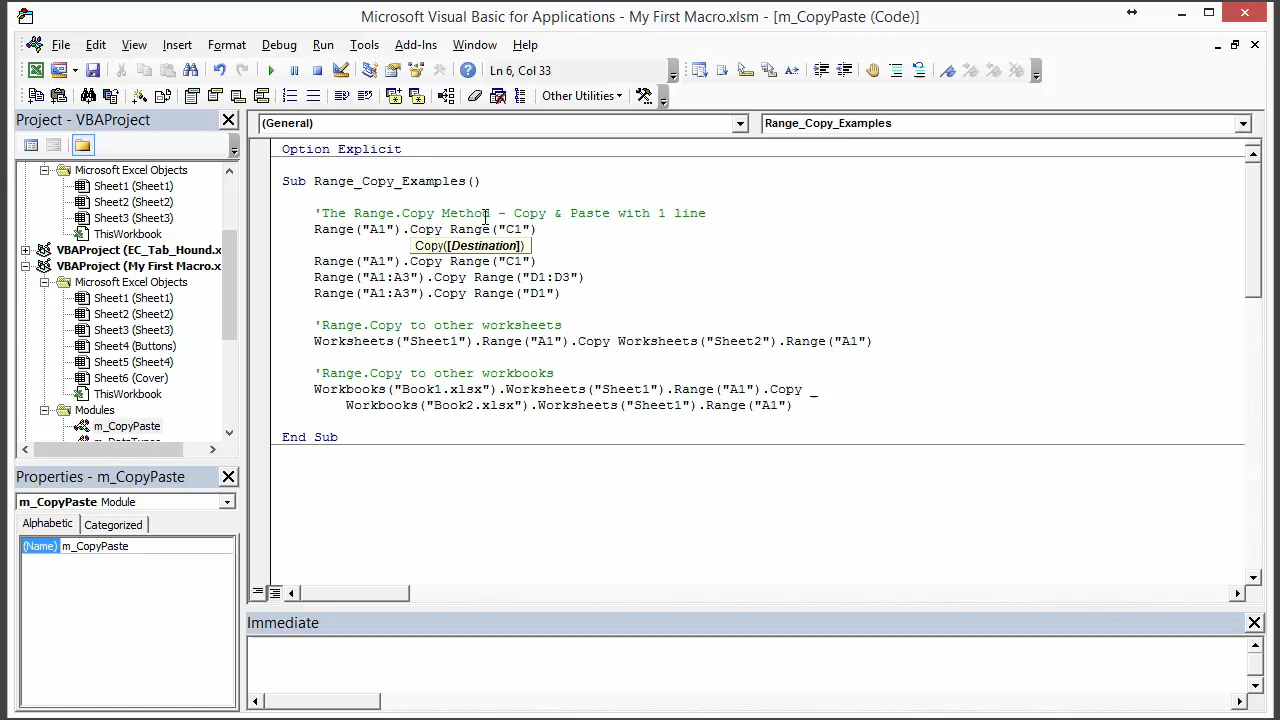 Microsoft Visual Basic for Applications - My First Macro.xlsm - [m_CopyPaste (Code)]
File Edit View Insert Format Debug Run Tools Add-Ins Window Help
Ln 6, Col 33
Other Utilities
Project - VBAProject
Microsoft Excel Objects
Sheet1 (Sheet1)
Sheet2 (Sheet2)
Sheet3 (Sheet3)
ThisWorkbook
VBAProject (EC_Tab_Hound.x
VBAProject (My First Macro.x
Microsoft Excel Objects
Sheet1 (Sheet1)
Sheet2 (Sheet2)
Sheet3 (Sheet3)
Sheet4 (Buttons)
Sheet5 (Sheet4)
Sheet6 (Cover)
ThisWorkbook
Modules
m_CopyPaste
Properties - m_CopyPaste
m_CopyPaste Module
Alphabetic Categorized
(Name) m_CopyPaste
(General) Range_Copy_Examples
Option Explicit
Sub Range_Copy_Examples()
'The Range.Copy Method - Copy & Paste with 1 line
Range("A1").Copy Range("C1")
Copy([Destination])
Range("A1").Copy Range("C1")
Range("A1:A3").Copy Range("D1:D3")
Range("A1:A3").Copy Range("D1")
'Range.Copy to other worksheets
Worksheets("Sheet1").Range("A1").Copy Worksheets("Sheet2").Range("A1")
'Range.Copy to other workbooks
Workbooks("Book1.xlsx").Worksheets("Sheet1").Range("A1").Copy _
Workbooks("Book2.xlsx").Worksheets("Sheet1").Range("A1")
End Sub
Immediate